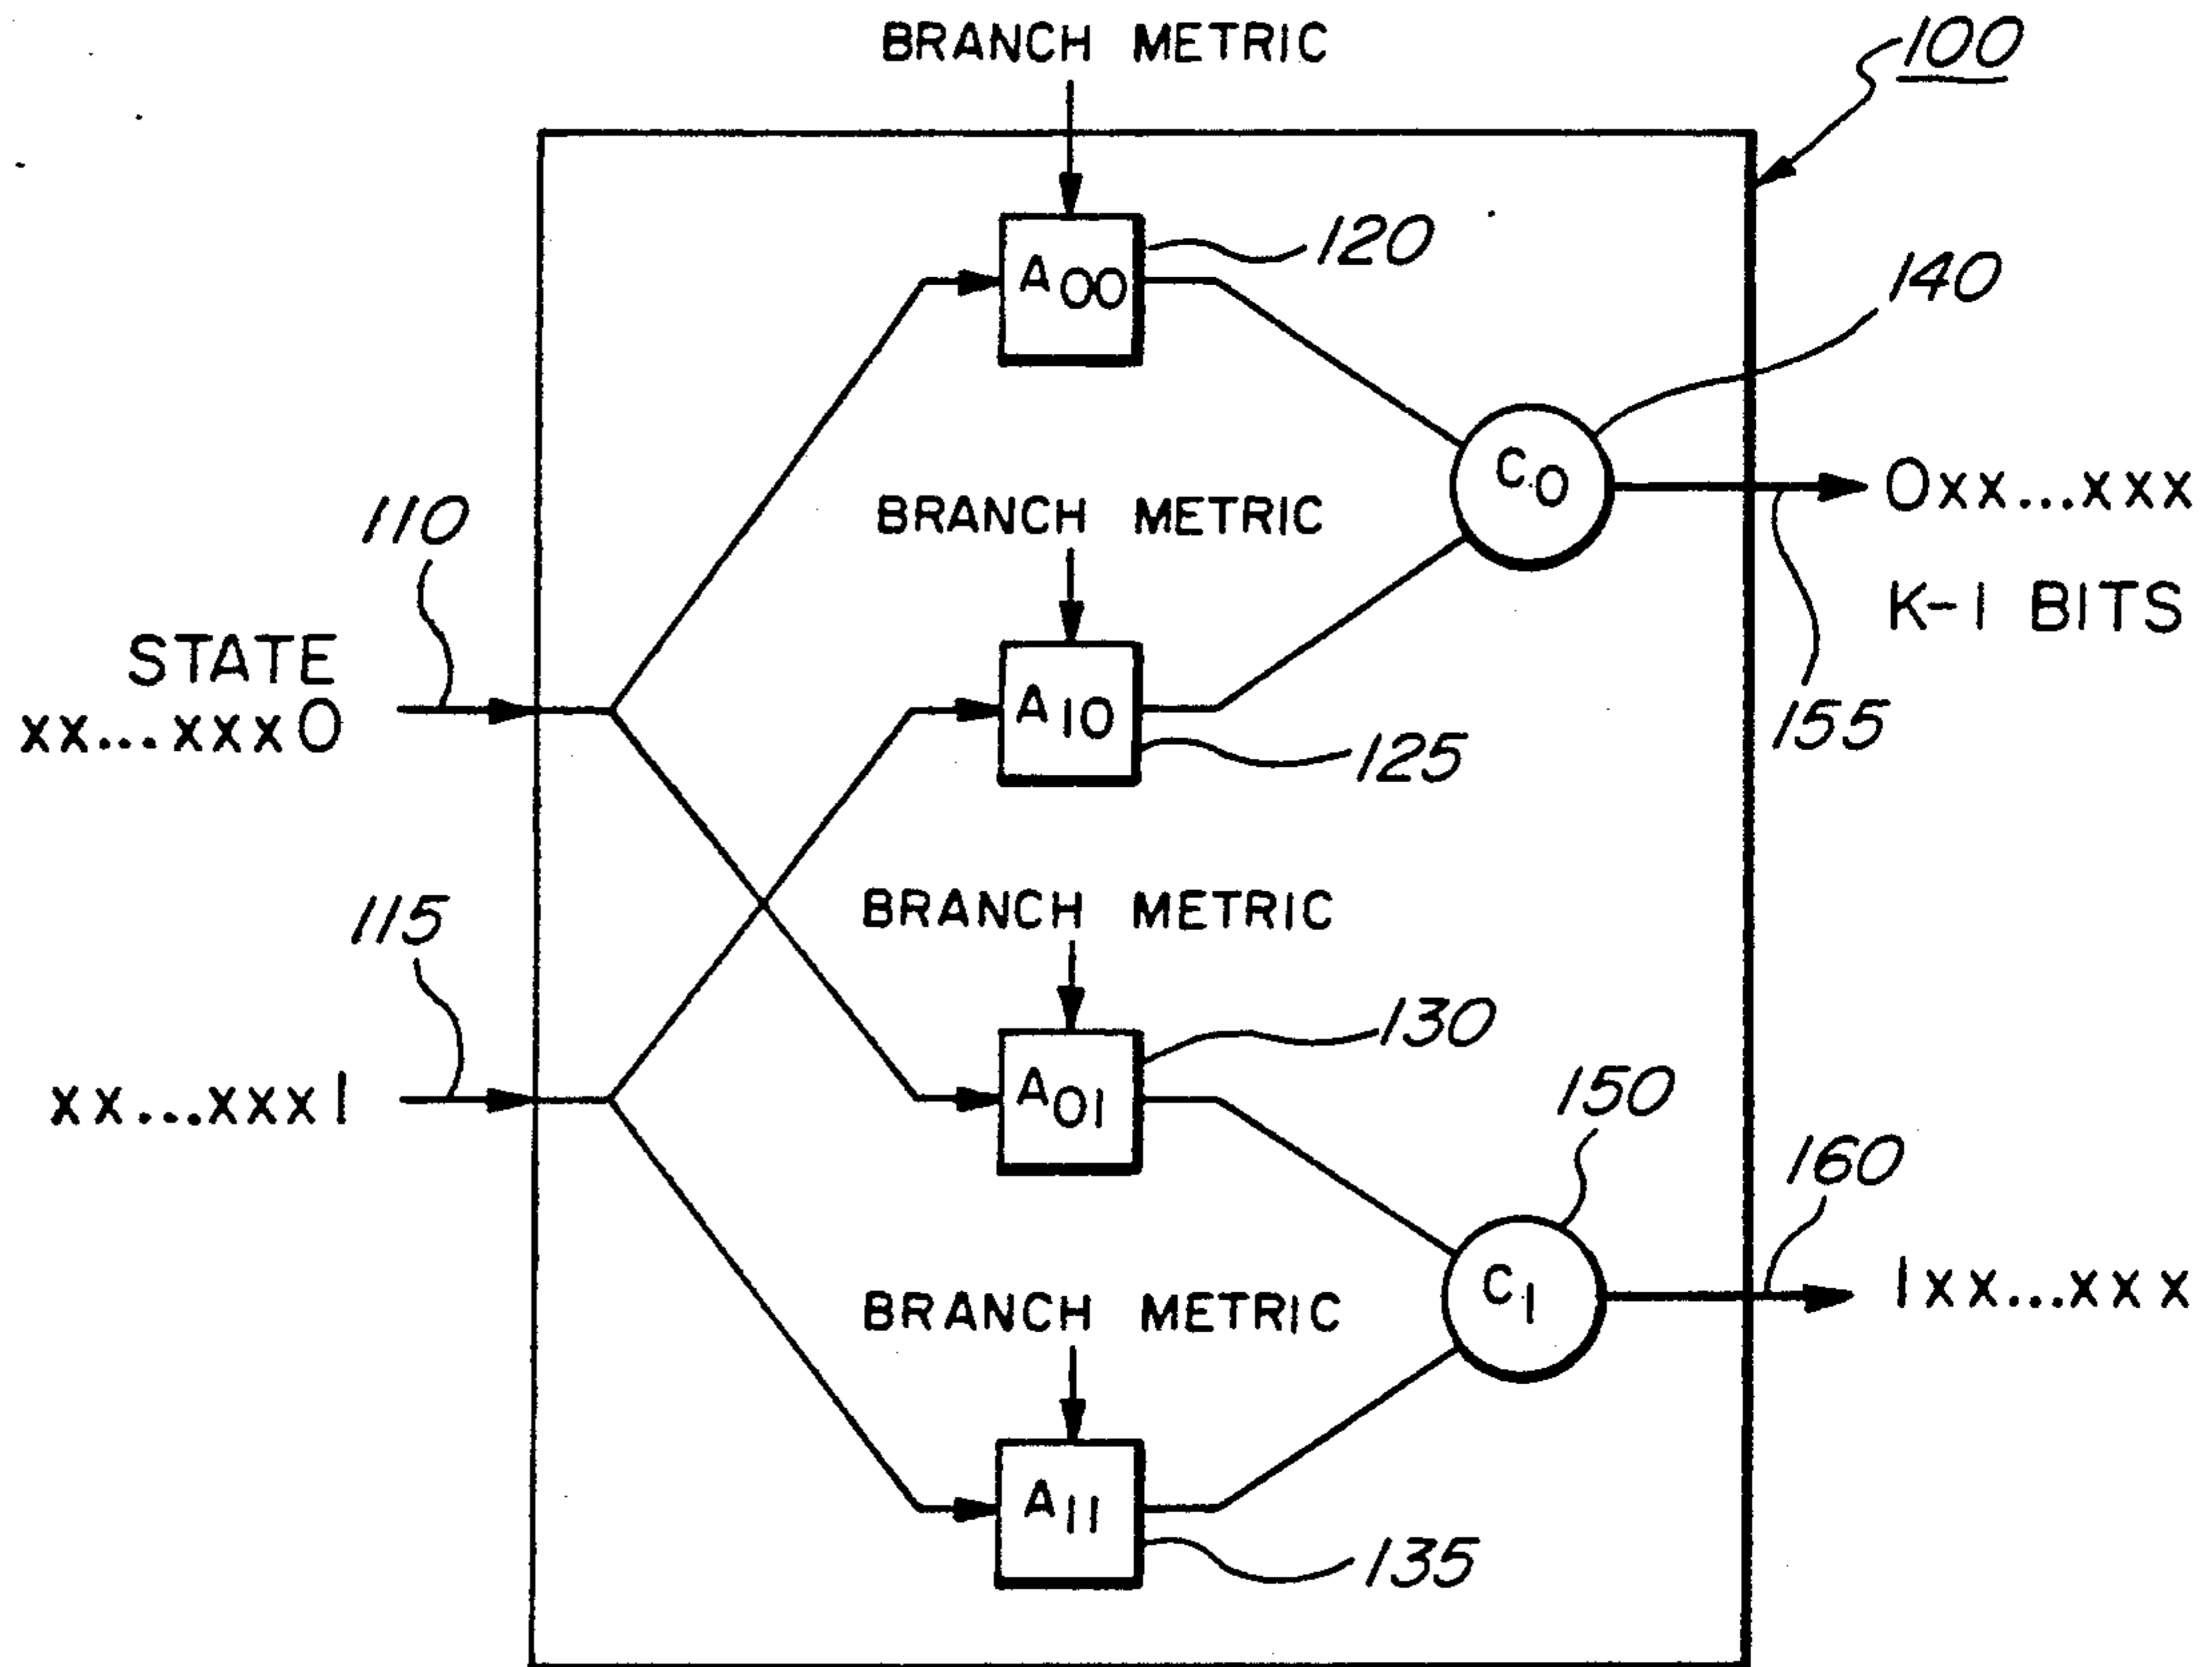 BRANCH METRIC
100
A00
120
140
C0
0xx...xxx
110
BRANCH METRIC
K-1 BITS
STATE
xx...xxx0
A10
155
125
115
BRANCH METRIC
130
xx...xxx1
A01
150
160
C1
1xx...xxx
BRANCH METRIC
A11
135